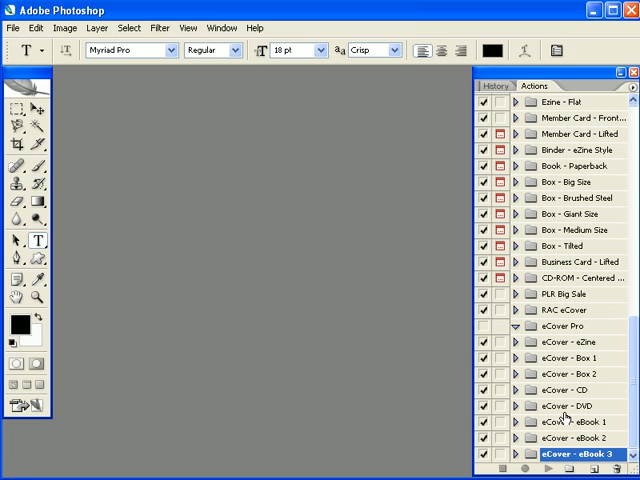 Adobe Photoshop
File Edit Image Layer Select Filter View Window Help
T Myriad Pro Regular T 18 pt aa Crisp
History Actions
Ezine - Flat
Member Card - Front...
Member Card - Lifted
Binder - eZine Style
Book - Paperback
Box - Big Size
Box - Brushed Steel
Box - Giant Size
Box - Medium Size
Box - Tilted
Business Card - Lifted
CD-ROM - Centered ...
PLR Big Sale
RAC eCover
eCover Pro
eCover - eZine
eCover - Box 1
eCover - Box 2
eCover - CD
eCover - DVD
eCover - eBook 1
eCover - eBook 2
eCover - eBook 3